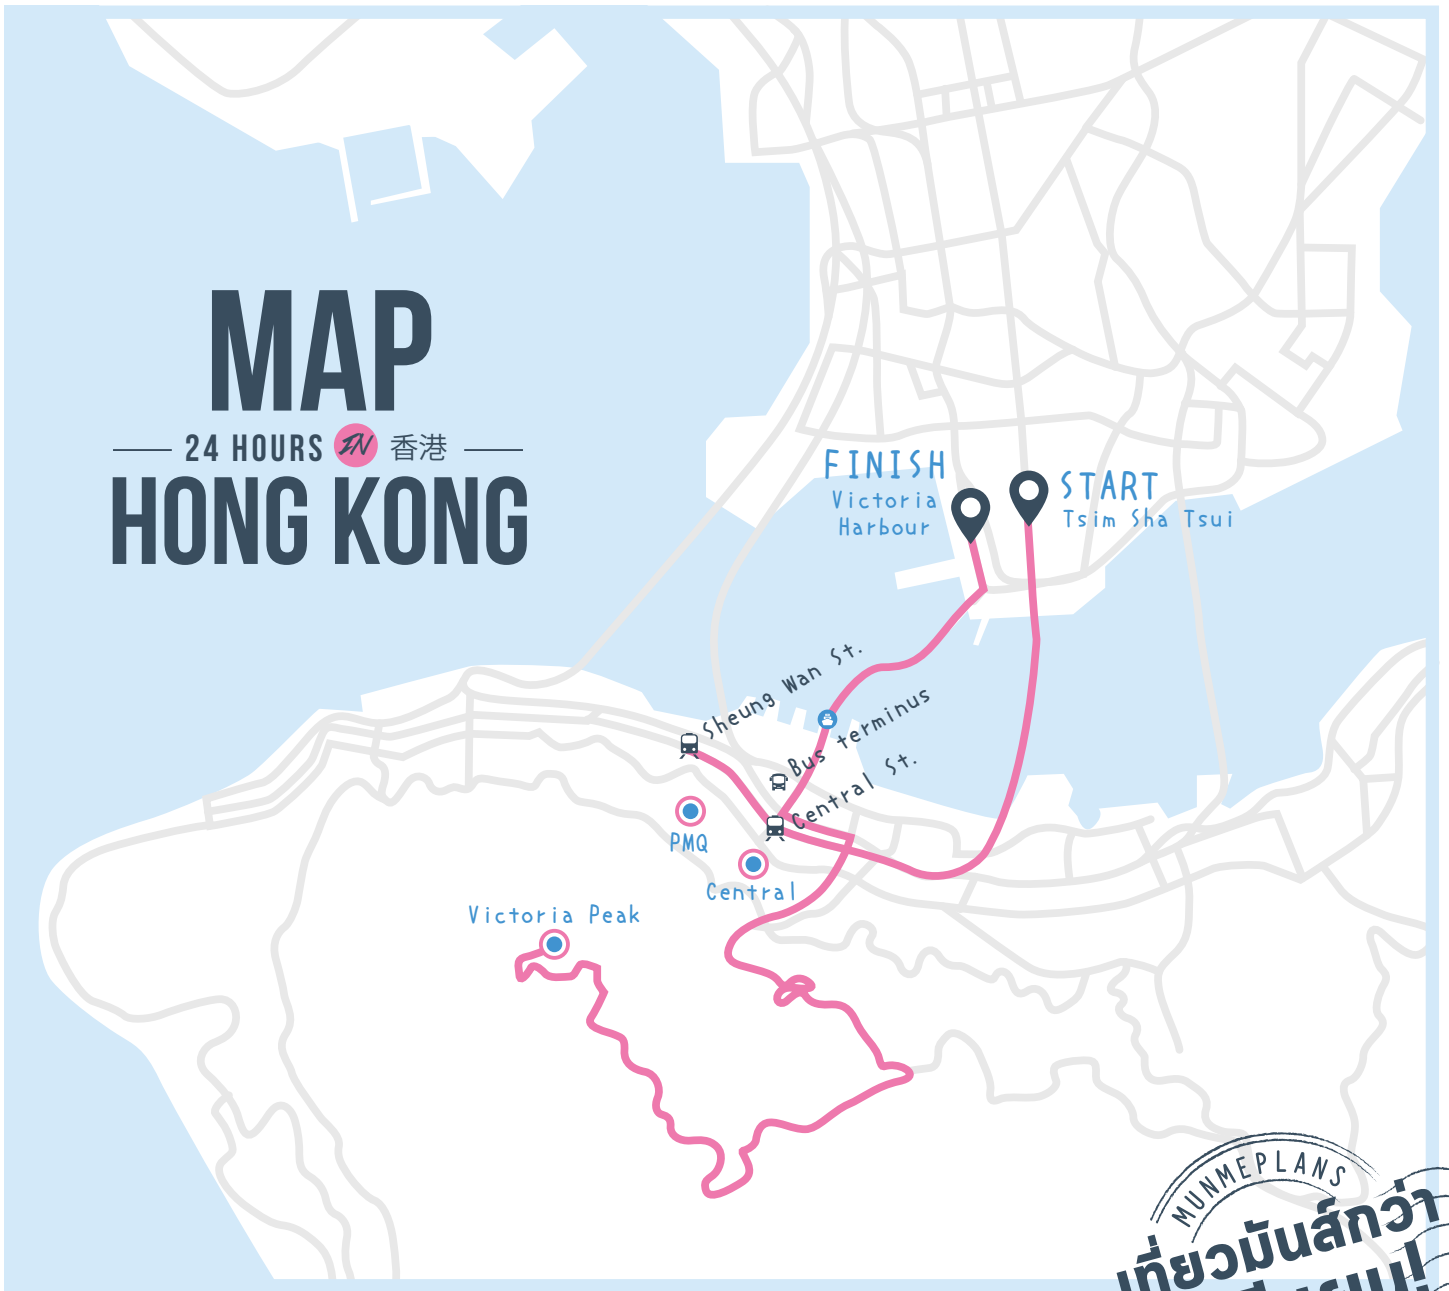 MAP
24 HOURS IN 香港
HONG KONG
FINISH
Victoria
Harbour
START
Tsim Sha Tsui
Sheung Wan St.
Bus terminus
Central St.
PMQ
Central
Victoria Peak
MUNMEPLANS
เที่ยวมันส์กว่า